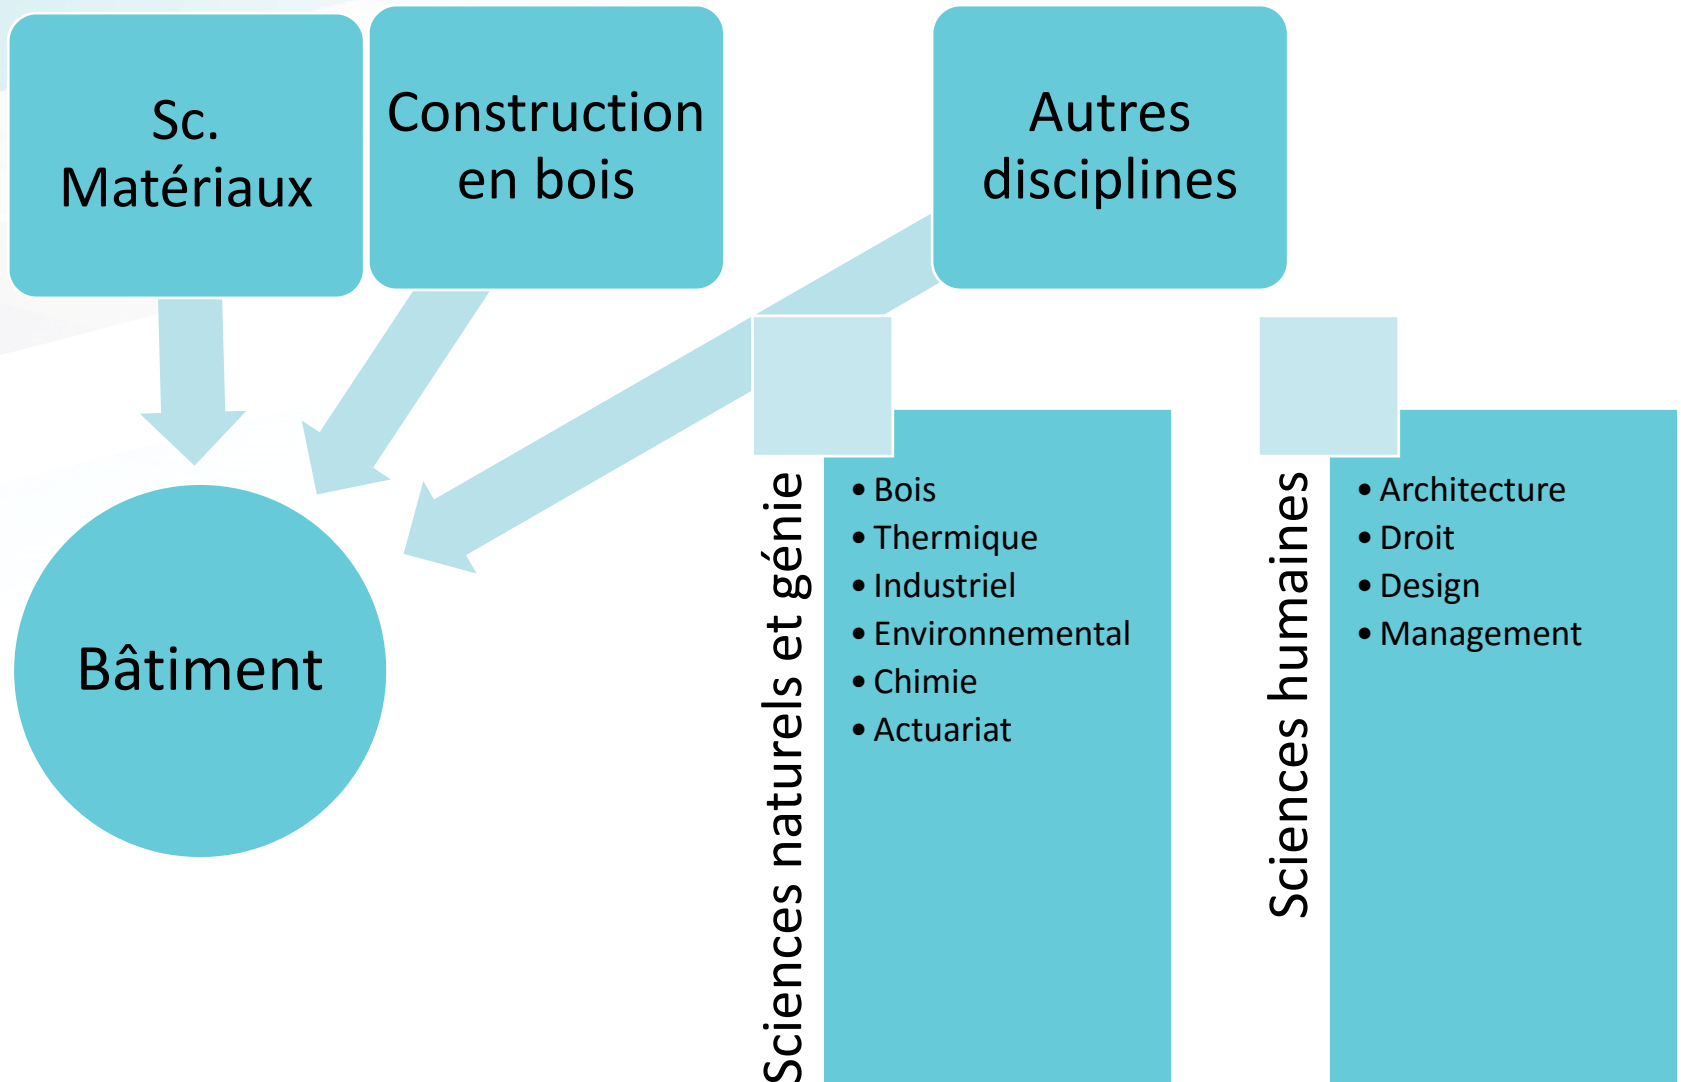 Sc.
Matériaux
Construction
en bois
Autres
disciplines
Bâtiment
Sciences naturels et génie
• Bois
• Thermique
• Industriel
• Environnemental
• Chimie
• Actuariat
Sciences humaines
• Architecture
• Droit
• Design
• Management